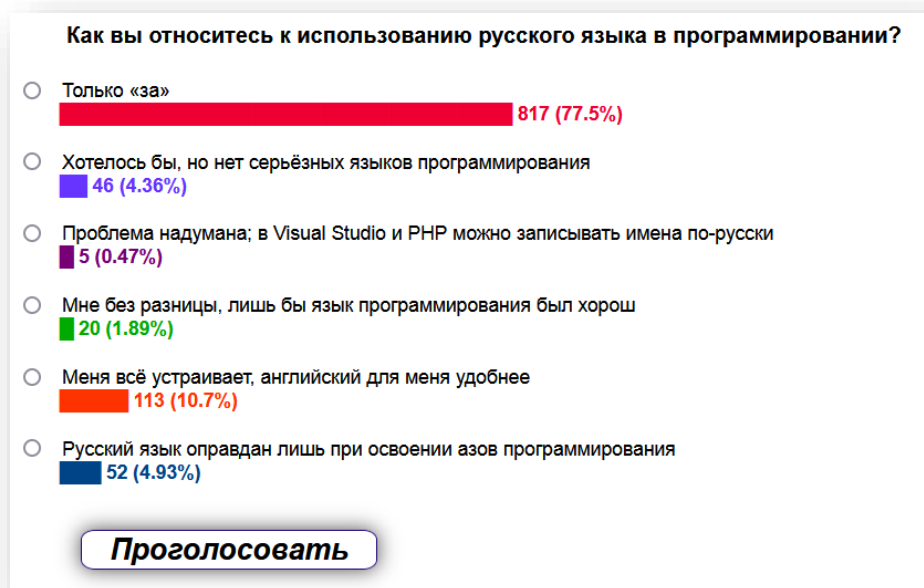 Как вы относитесь к использованию русского языка в программировании?
Только «за»
817 (77.5%)
Хотелось бы, но нет серьёзных языков программирования
46 (4.36%)
Проблема надумана; в Visual Studio и PHP можно записывать имена по-русски
5 (0.47%)
Мне без разницы, лишь бы язык программирования был хорош
20 (1.89%)
Меня всё устраивает, английский для меня удобнее
113 (10.7%)
Русский язык оправдан лишь при освоении азов программирования
52 (4.93%)
Проголосовать